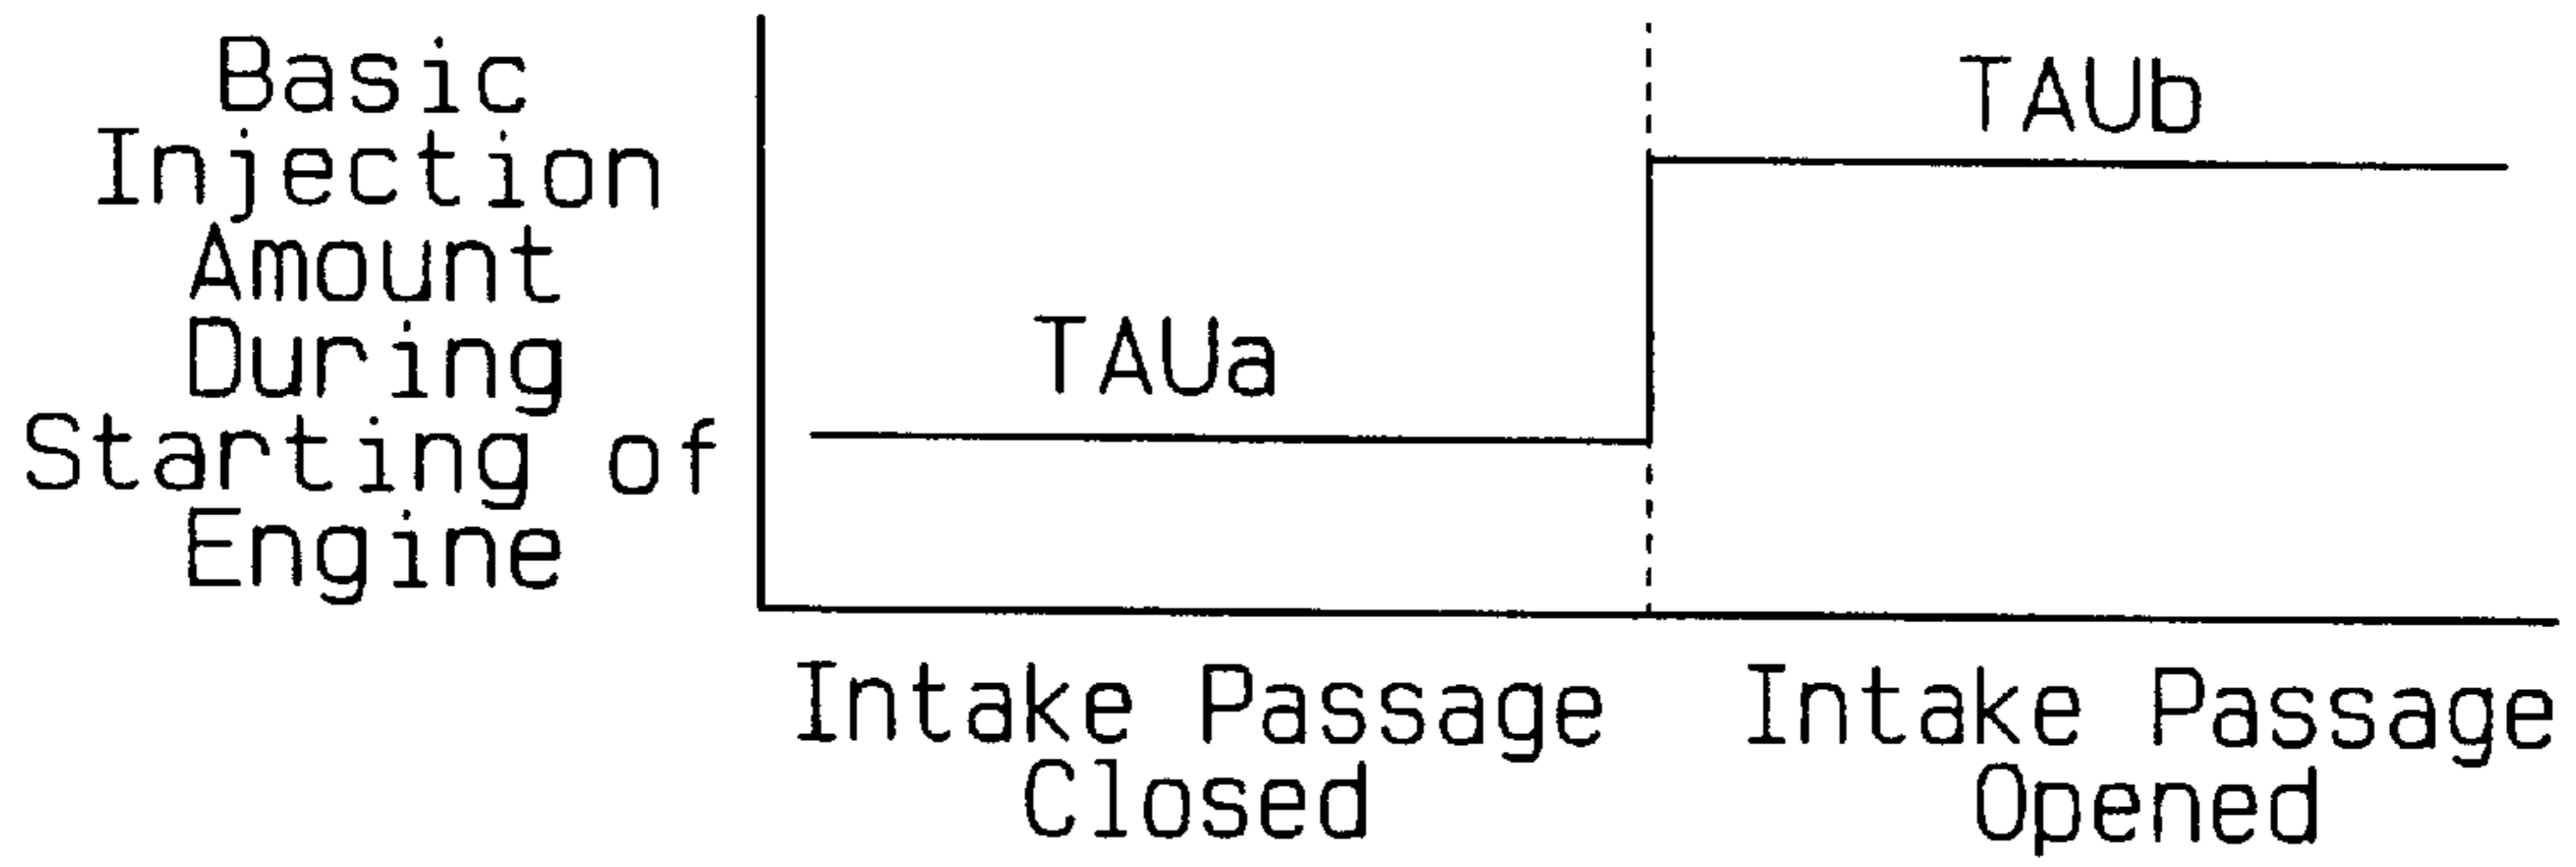 Basic
Injection
Amount
During
Starting of
Engine
TAUa
TAUb
Intake Passage
Closed
Intake Passage
Opened